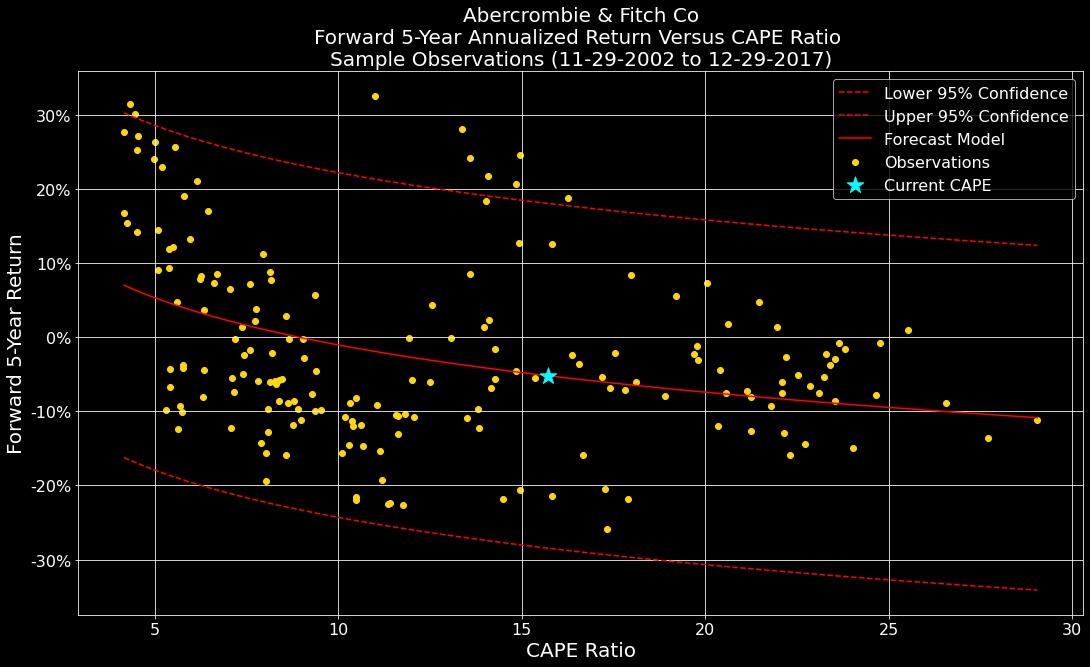 Abercrombie & Fitch Co
Forward 5-Year Annualized Return Versus CAPE Ratio
Sample Observations (11-29-2002 to 12-29-2017)
Lower 95% Confidence
Upper 95% Confidence
Forecast Model
Observations
Current CAPE
Forward 5-Year Return
30%
20%
10%
0%
-10%
-20%
-30%
5 10 15 20 25 30
CAPE Ratio